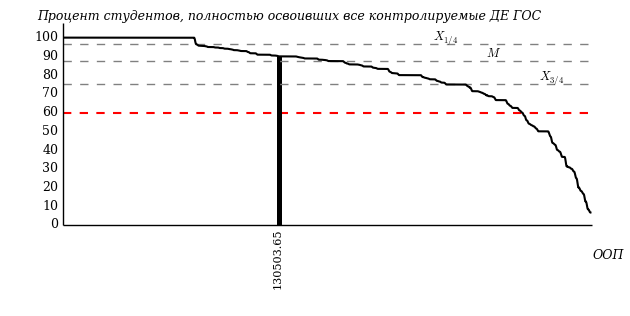 Процент студентов, полностью освоивших все контролируемые ДЕ ГОС
100
X1/4
90
M
80
X3/4
70
60
50
40
30
20
10
0
130503.65
ООП